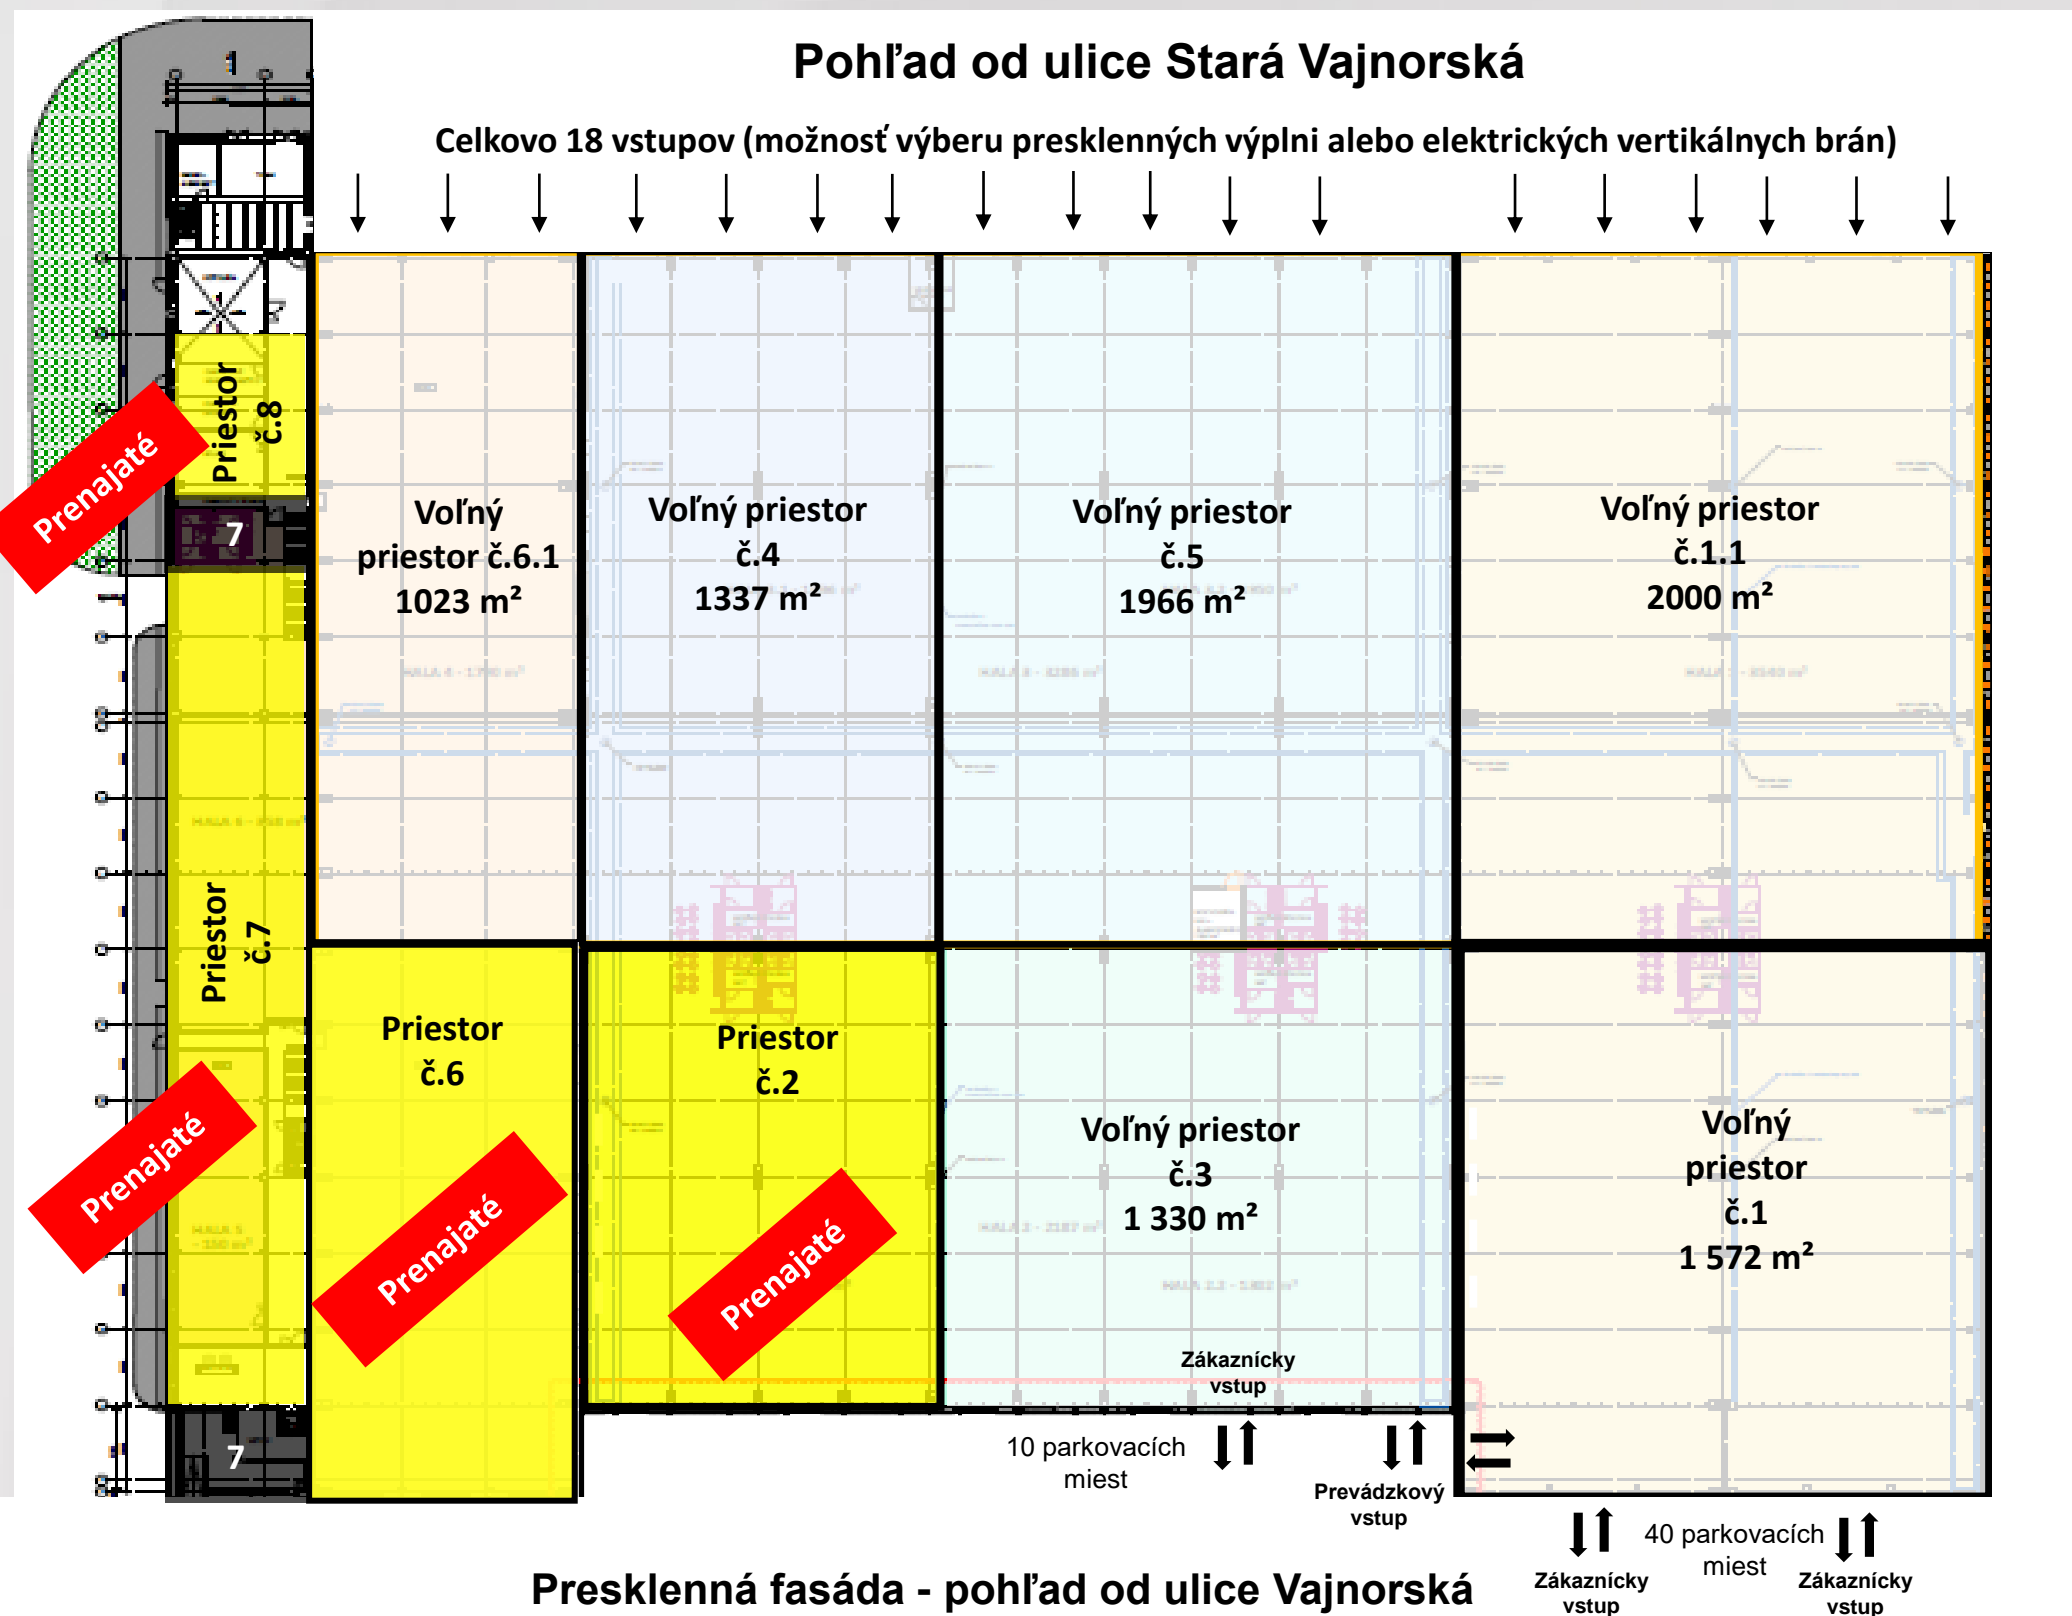 Pohľad od ulice Stará Vajnorská
Celkovo 18 vstupov (možnosť výberu presklenných výplni alebo elektrických vertikálnych brán)
1
Priestor
č.8
Prenajaté
7
Voľný
priestor č.6.1
1023 m²
Voľný priestor
č.4
1337 m²
Voľný priestor
č.5
1966 m²
Voľný priestor
č.1.1
2000 m²
Priestor
č.7
Prenajaté
Priestor
č.6
Prenajaté
Priestor
č.2
Prenajaté
Voľný priestor
č.3
1 330 m²
Voľný
priestor
č.1
1 572 m²
Zákaznícky
vstup
7
10 parkovacích
miest
Prevádzkový
vstup
40 parkovacích
miest
Zákaznícky
vstup
Zákaznícky
vstup
Presklenná fasáda - pohľad od ulice Vajnorská